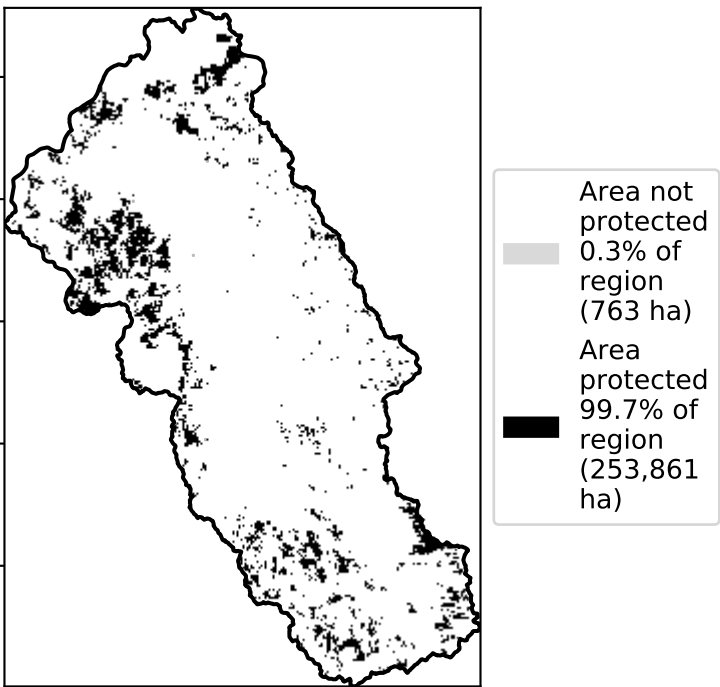 Area not
protected
0.3% of
region
(763 ha)
Area
protected
99.7% of
region
(253,861
ha)